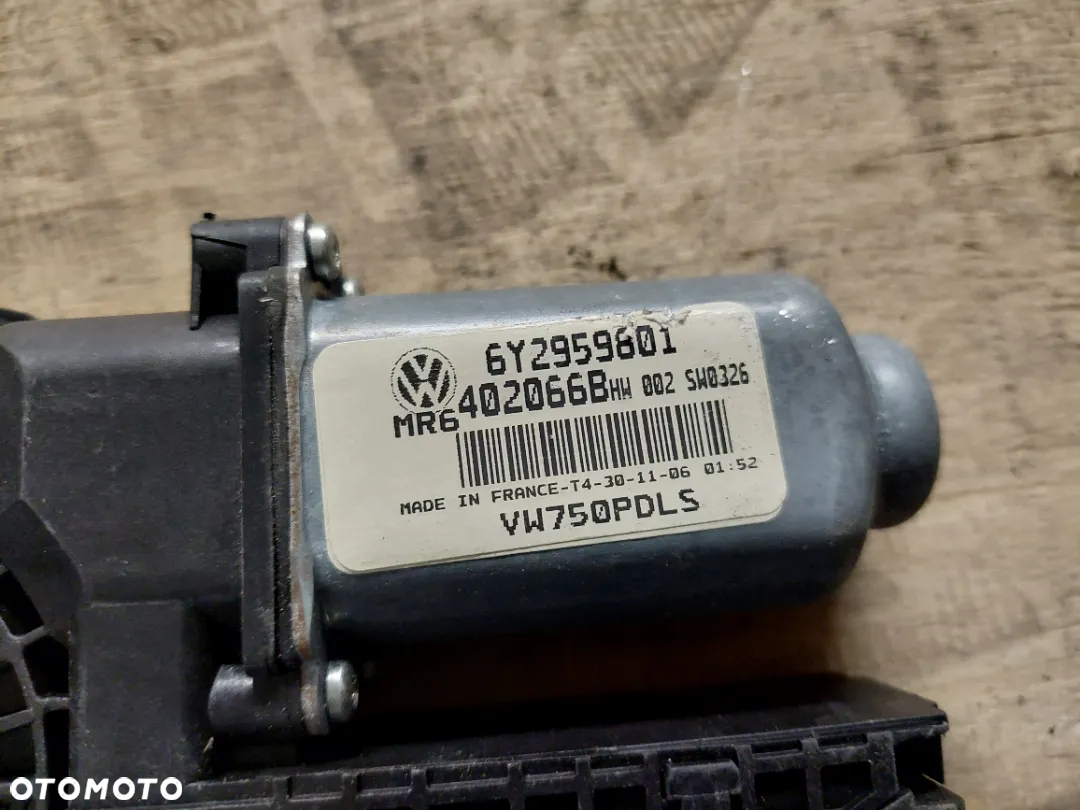 6Y2959801
MR6402066B HW 002 SW0326
MADE IN FRANCE-T4-30-11-06 01:52
VW750PDLS
OTOMOTO